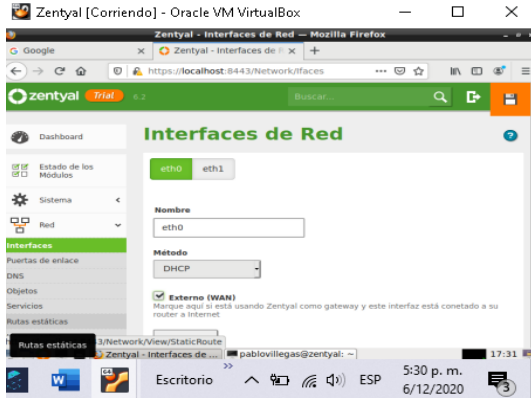 Zentyal [Corriendo] - Oracle VM VirtualBox
Zentyal - Interfaces de Red — Mozilla Firefox
Google
Zentyal - Interfaces de R
https://localhost:8443/Network/Ifaces
zentyal Trial 6.2 Buscar...
Dashboard
Estado de los Módulos
Sistema
Red
Interfaces
Puertas de enlace
DNS
Objetos
Servicios
Rutas estáticas
Interfaces de Red
eth0 eth1
Nombre
eth0
Método
DHCP
Externo (WAN)
Marque aquí si está usando Zentyal como gateway y este interfaz está conetado a su
router a Internet
Rutas estáticas
3/Network/View/StaticRoute
Zentyal - Interfaces de ... pablovillegas@zentyal: ~ 17:31
W 64 Escritorio ESP 5:30 p. m.
6/12/2020 3